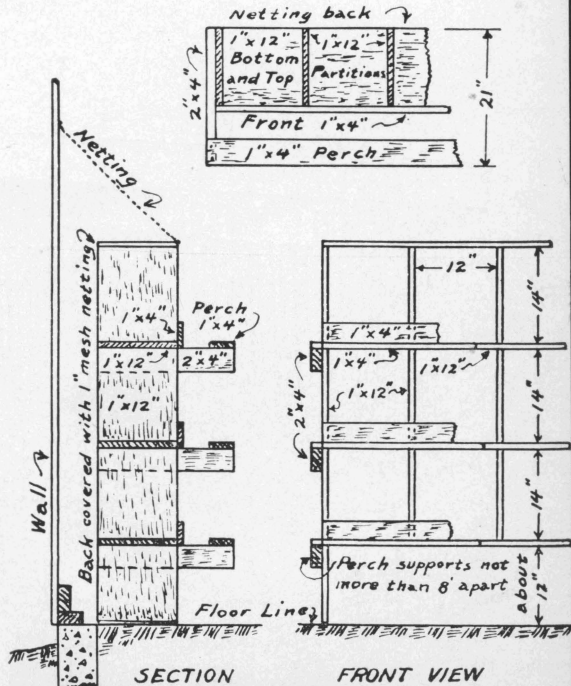 Netting back
2"x4"
1"x12"
Bottom
and Top
1"x12"
Partitions
21"
Front 1"x4"
1"x4" Perch
Netting
Back covered with 1" mesh netting
Wall
1"x4"
Perch
1"x4"
1"x12"
2"x4"
1"x12"
Floor Line
SECTION
12"
14"
1"x4"
1"x4"
1"x12"
1"x12"
2"x4"
14"
14"
Perch supports not
more than 8' apart
about
12"
FRONT VIEW